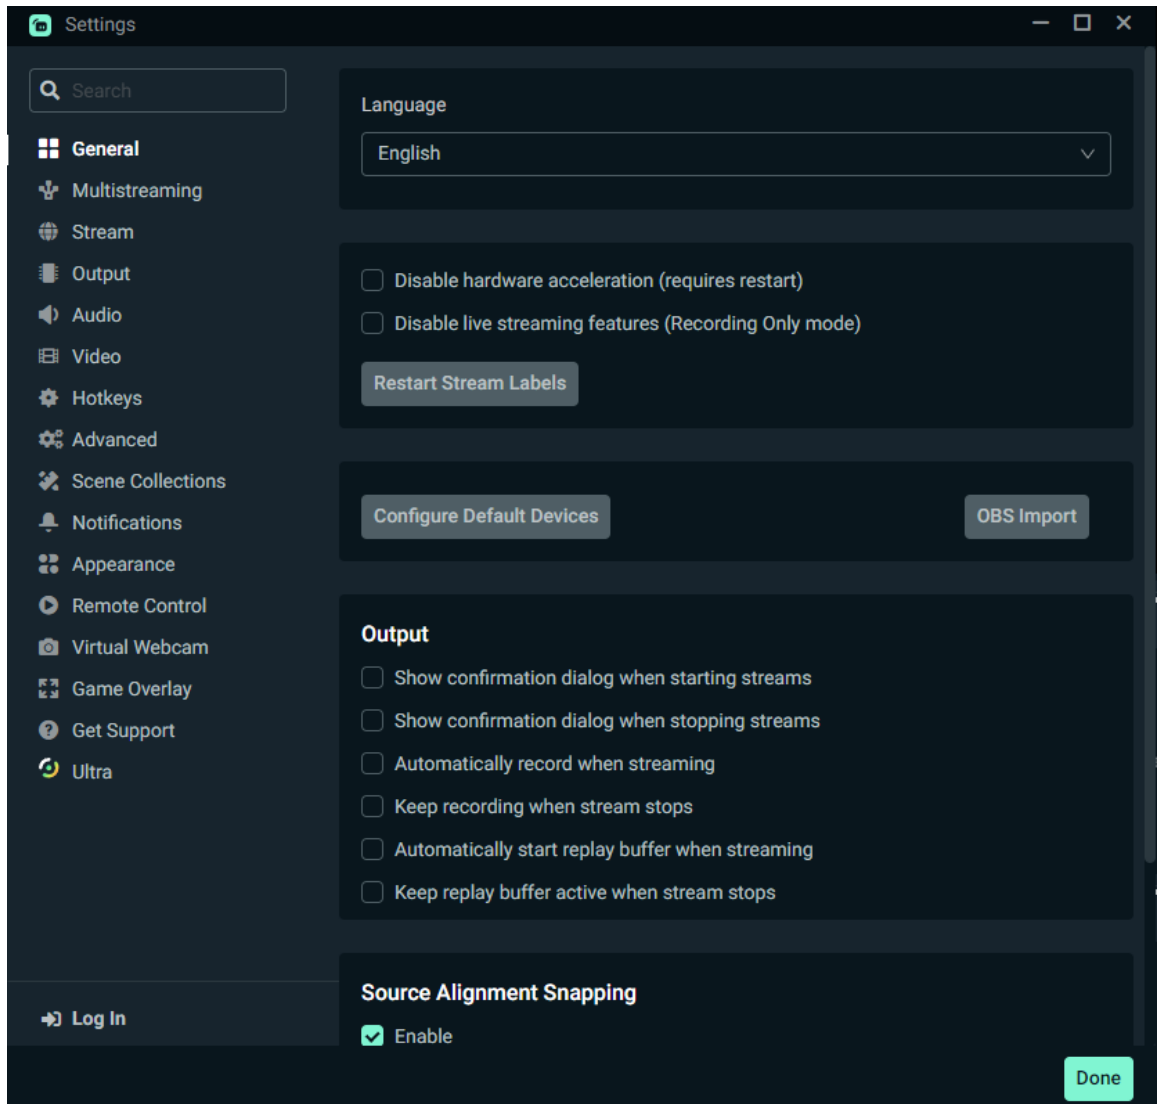 Settings
Search
General
Multistreaming
Stream
Output
Audio
Video
Hotkeys
Advanced
Scene Collections
Notifications
Appearance
Remote Control
Virtual Webcam
Game Overlay
Get Support
Ultra
Log In
Language
English
Disable hardware acceleration (requires restart)
Disable live streaming features (Recording Only mode)
Restart Stream Labels
Configure Default Devices
OBS Import
Output
Show confirmation dialog when starting streams
Show confirmation dialog when stopping streams
Automatically record when streaming
Keep recording when stream stops
Automatically start replay buffer when streaming
Keep replay buffer active when stream stops
Source Alignment Snapping
Enable
Done